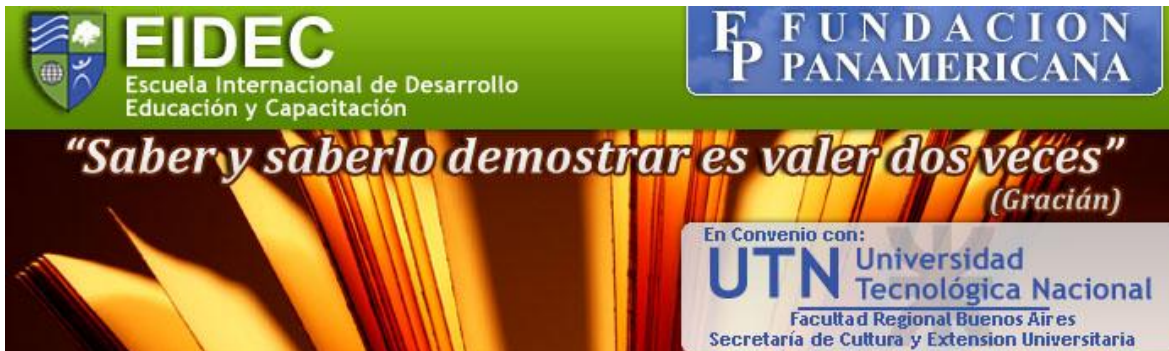 EIDEC
Escuela Internacional de Desarrollo
Educación y Capacitación
FP FUNDACION
PANAMERICANA
“Saber y saberlo demostrar es valer dos veces”
(Gracián)
En Convenio con:
UTN Universidad
Tecnológica Nacional
Facultad Regional Buenos Aires
Secretaría de Cultura y Extension Universitaria